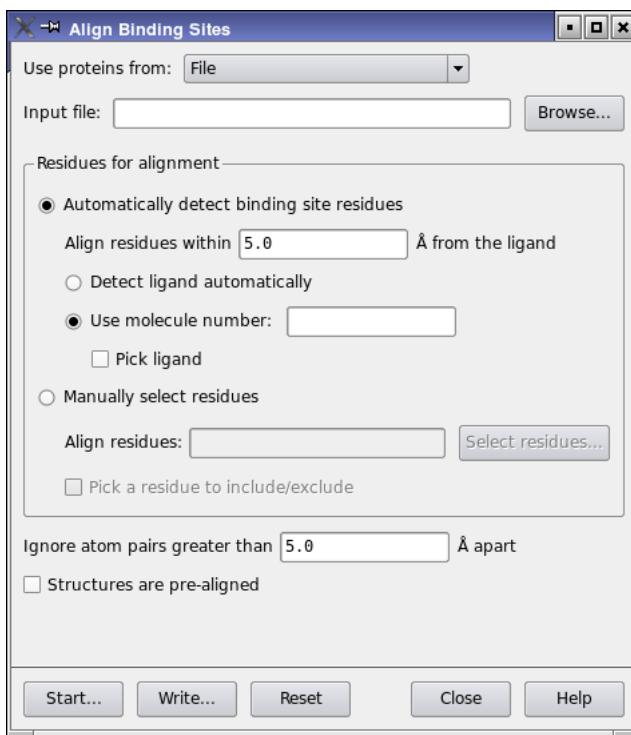 Align Binding Sites
Use proteins from: File
Input file: Browse...
Residues for alignment
Automatically detect binding site residues
Align residues within 5.0 Å from the ligand
Detect ligand automatically
Use molecule number:
Pick ligand
Manually select residues
Align residues: Select residues...
Pick a residue to include/exclude
Ignore atom pairs greater than 5.0 Å apart
Structures are pre-aligned
Start... Write... Reset Close Help